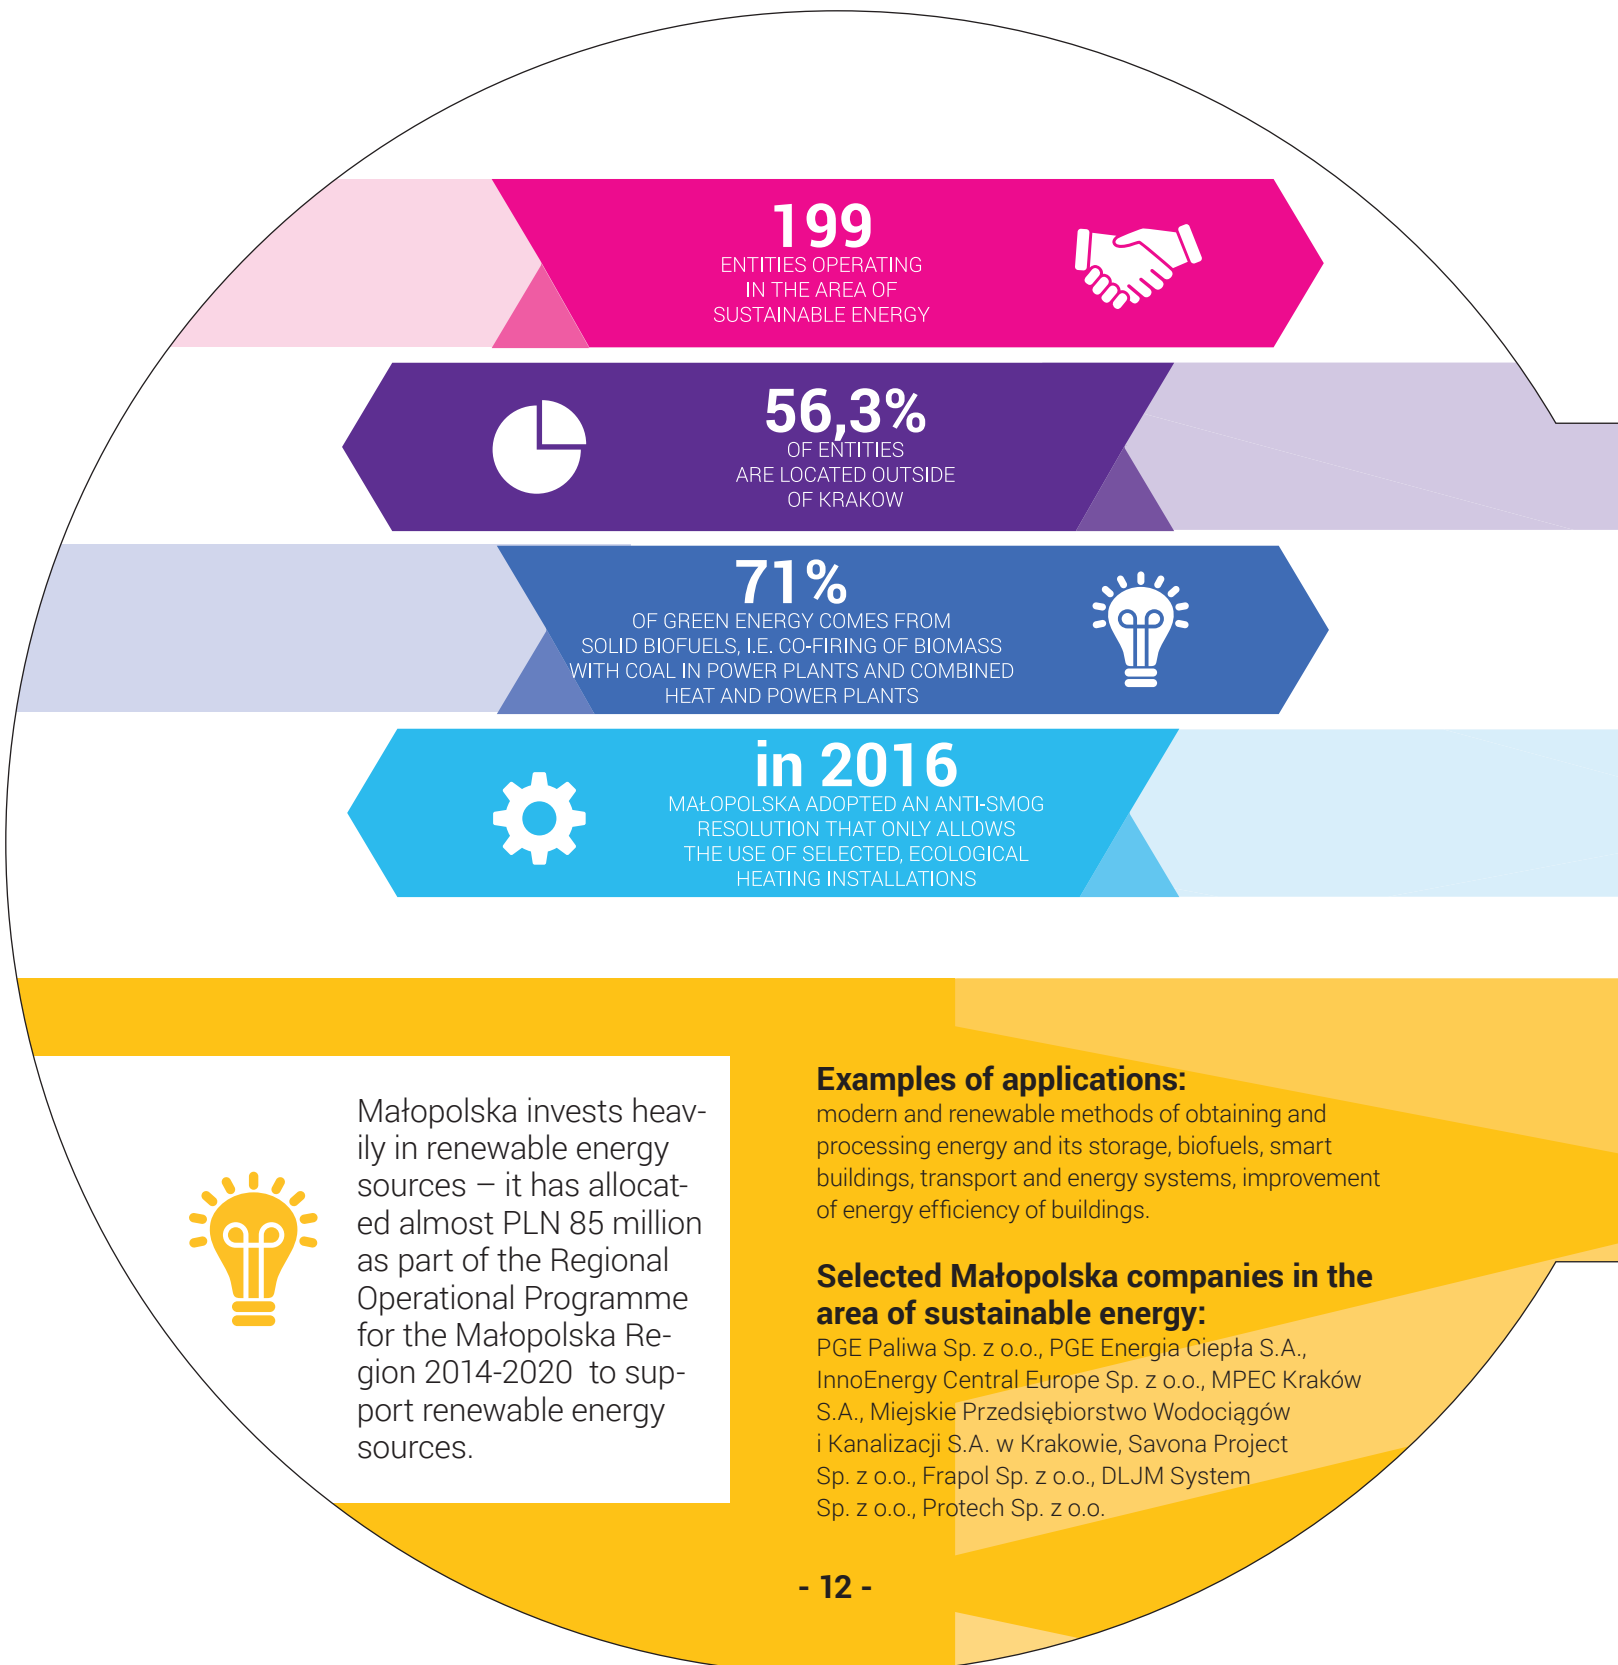 199
ENTITIES OPERATING
IN THE AREA OF
SUSTAINABLE ENERGY
56,3%
OF ENTITIES
ARE LOCATED OUTSIDE
OF KRAKOW
71%
OF GREEN ENERGY COMES FROM
SOLID BIOFUELS, I.E. CO-FIRING OF BIOMASS
WITH COAL IN POWER PLANTS AND COMBINED
HEAT AND POWER PLANTS
in 2016
MAŁOPOLSKA ADOPTED AN ANTI-SMOG
RESOLUTION THAT ONLY ALLOWS
THE USE OF SELECTED, ECOLOGICAL
HEATING INSTALLATIONS
Małopolska invests heav-
ily in renewable energy
sources – it has allocat-
ed almost PLN 85 million
as part of the Regional
Operational Programme
for the Małopolska Re-
gion 2014-2020 to sup-
port renewable energy
sources.
Examples of applications:
modern and renewable methods of obtaining and
processing energy and its storage, biofuels, smart
buildings, transport and energy systems, improvement
of energy efficiency of buildings.
Selected Małopolska companies in the
area of sustainable energy:
PGE Paliwa Sp. z o.o., PGE Energia Ciepła S.A.,
InnoEnergy Central Europe Sp. z o.o., MPEC Kraków
S.A., Miejskie Przedsiębiorstwo Wodociągów
i Kanalizacji S.A. w Krakowie, Savona Project
Sp. z o.o., Frapol Sp. z o.o., DLJM System
Sp. z o.o., Protech Sp. z o.o.
- 12 -